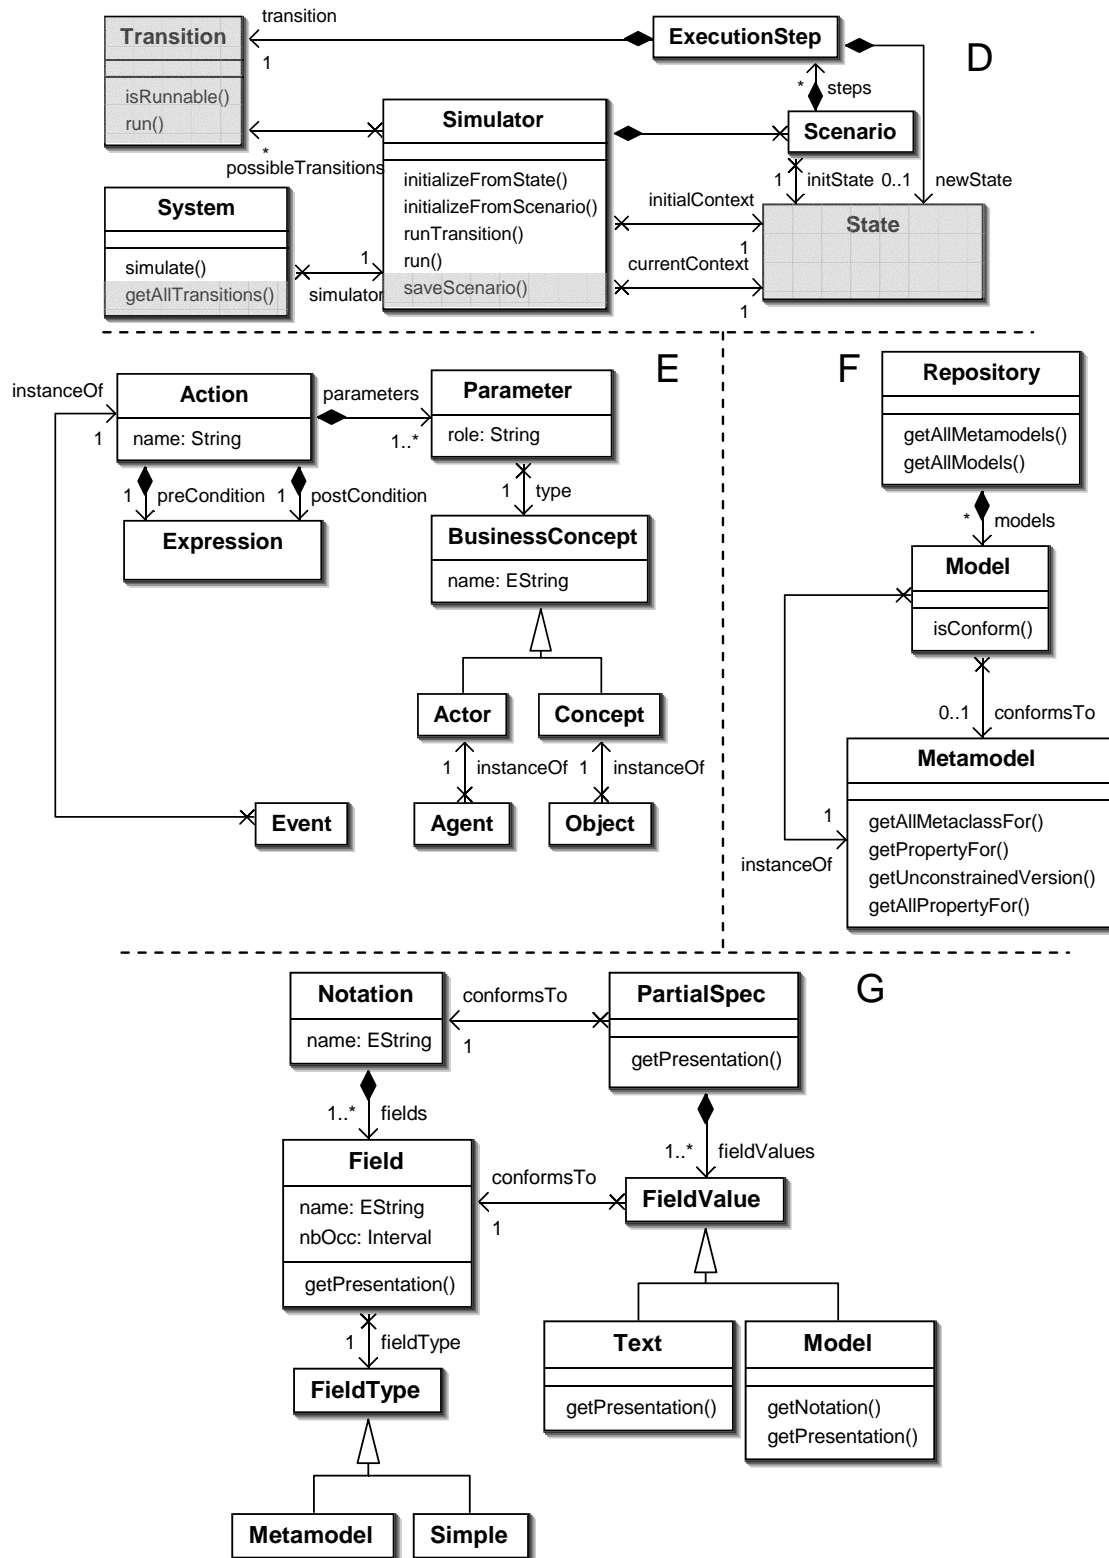 transition
Transition
ExecutionStep
D
1
isRunnable()
run()
*
steps
Simulator
Scenario
*
possibleTransitions
initializeFromState()
initializeFromScenario()
runTransition()
run()
saveScenario()
1
initState
0..1
newState
System
simulate()
getAllTransitions()
1
simulator
initialContext
1
currentContext
1
State
E
instanceOf
1
Action
name: String
parameters
1..*
Parameter
role: String
1
preCondition
1
postCondition
1
type
Expression
BusinessConcept
name: EString
Actor
Concept
1
instanceOf
1
instanceOf
Event
Agent
Object
F
Repository
getAllMetamodels()
getAllModels()
*
models
Model
isConform()
0..1
conformsTo
Metamodel
1
instanceOf
getAllMetaclassFor()
getPropertyFor()
getUnconstrainedVersion()
getAllPropertyFor()
G
Notation
name: EString
conformsTo
1
PartialSpec
getPresentation()
1..*
fields
1..*
fieldValues
Field
name: EString
nbOcc: Interval
getPresentation()
conformsTo
1
FieldValue
1
fieldType
Text
getPresentation()
Model
getNotation()
getPresentation()
FieldType
Metamodel
Simple